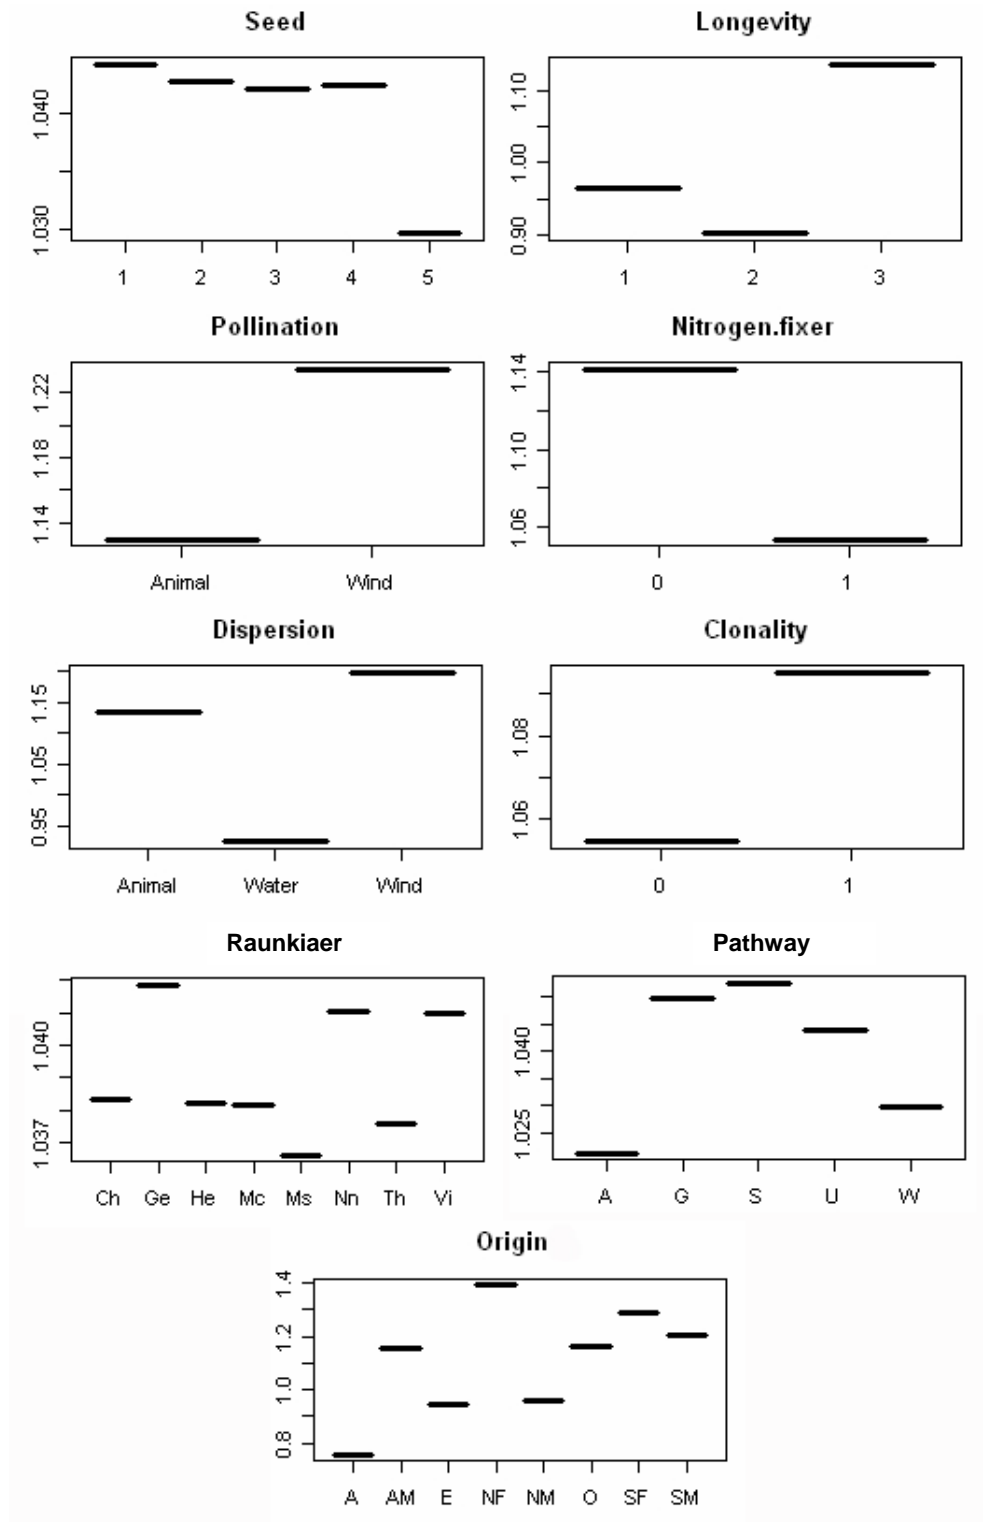 Seed Longevity
1.040 1.030
1 2 3 4 5
1.10 1.00 0.90
1 2 3
Pollination Nitrogen.fixer
1.22 1.18 1.14
Animal Wind
1.14 1.10 1.06
0 1
Dispersion Clonality
1.15 1.05 0.95
Animal Water Wind
1.08 1.06
0 1
Raunkiaer Pathway
1.040 1.037
Ch Ge He Mc Ms Nn Th Vi
1.040 1.025
A G S U W
Origin
1.4 1.2 1.0 0.8
A AM E NF NM O SF SM